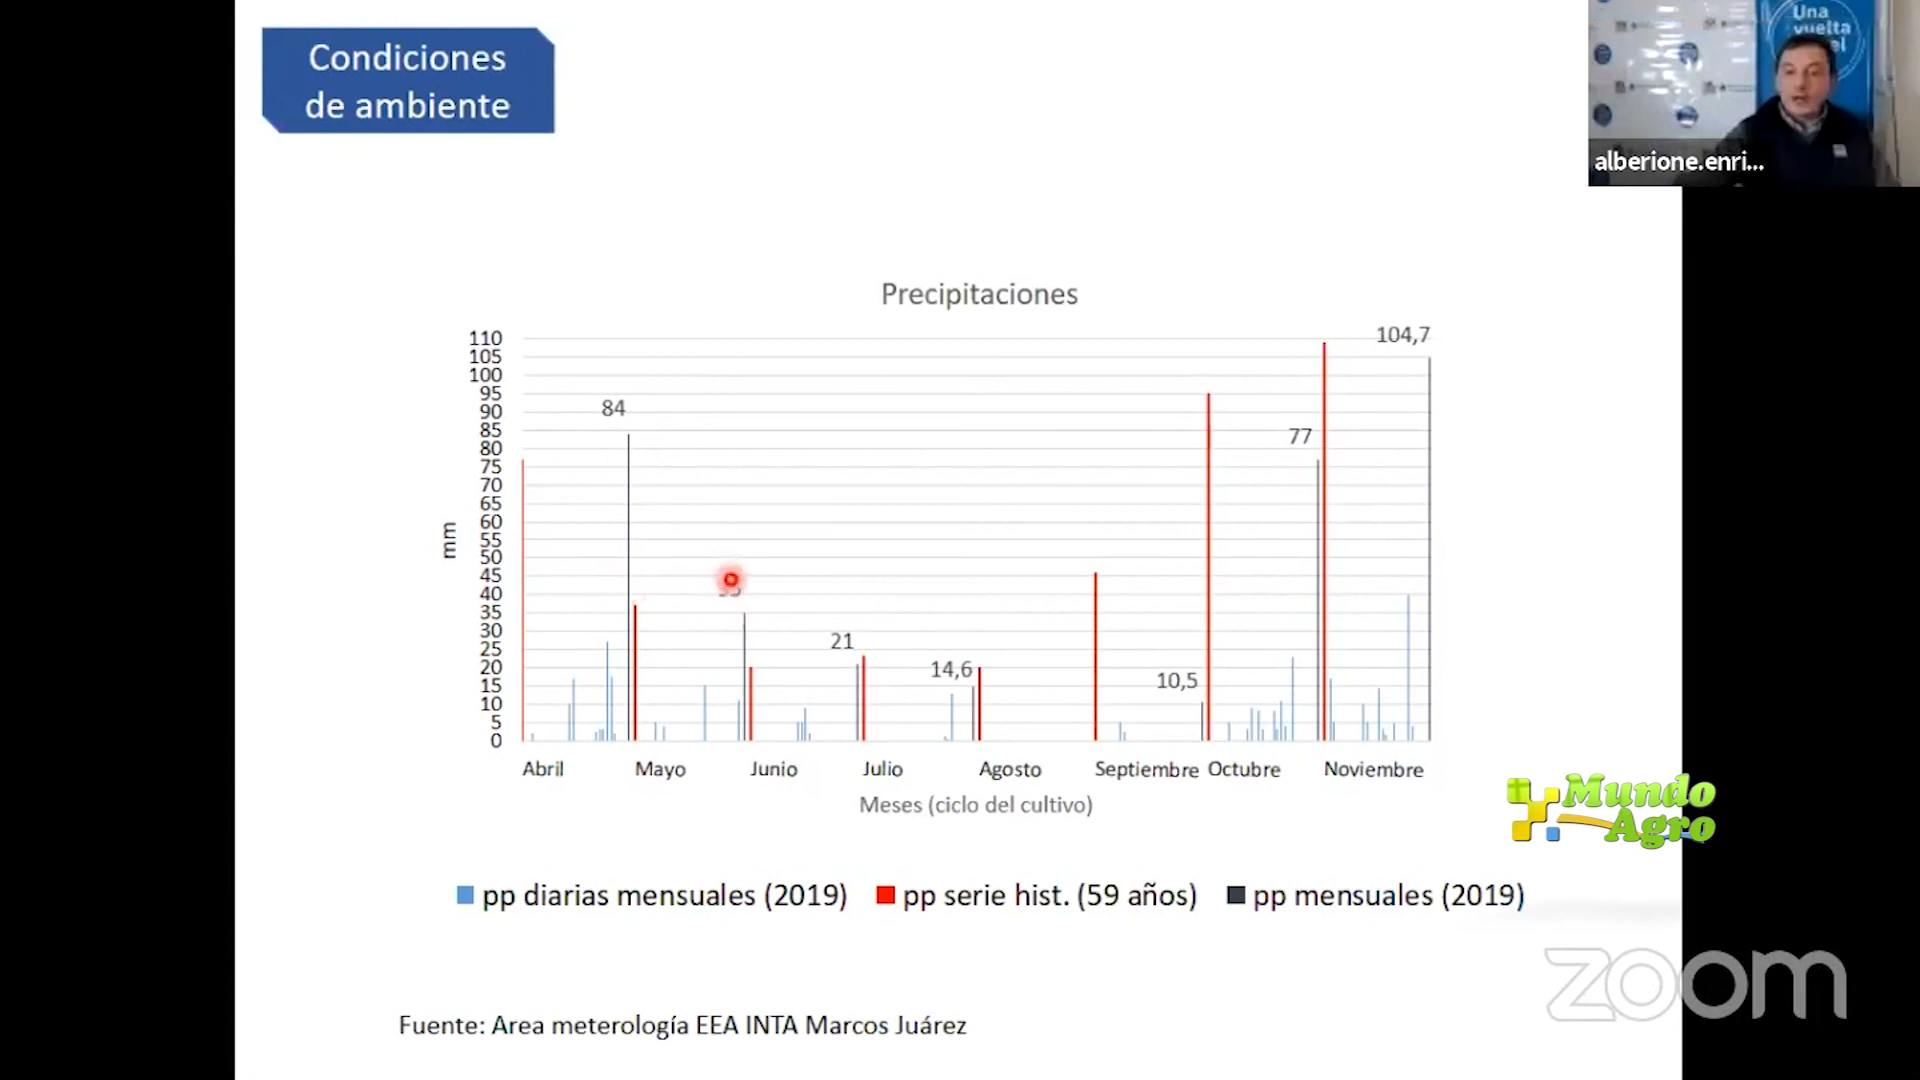 Condiciones
de ambiente
Una
vuelta
alberione.enri...
Precipitaciones
104,7
110
105
100
95
90
85
80
75
70
65
60
55
50
45
40
35
30
25
20
15
10
5
0
mm
84
21
14,6
10,5
77
Abril Mayo Junio Julio Agosto Septiembre Octubre Noviembre
Meses (ciclo del cultivo)
Mundo
Agro
pp diarias mensuales (2019) pp serie hist. (59 años) pp mensuales (2019)
zoom
Fuente: Area meterología EEA INTA Marcos Juárez